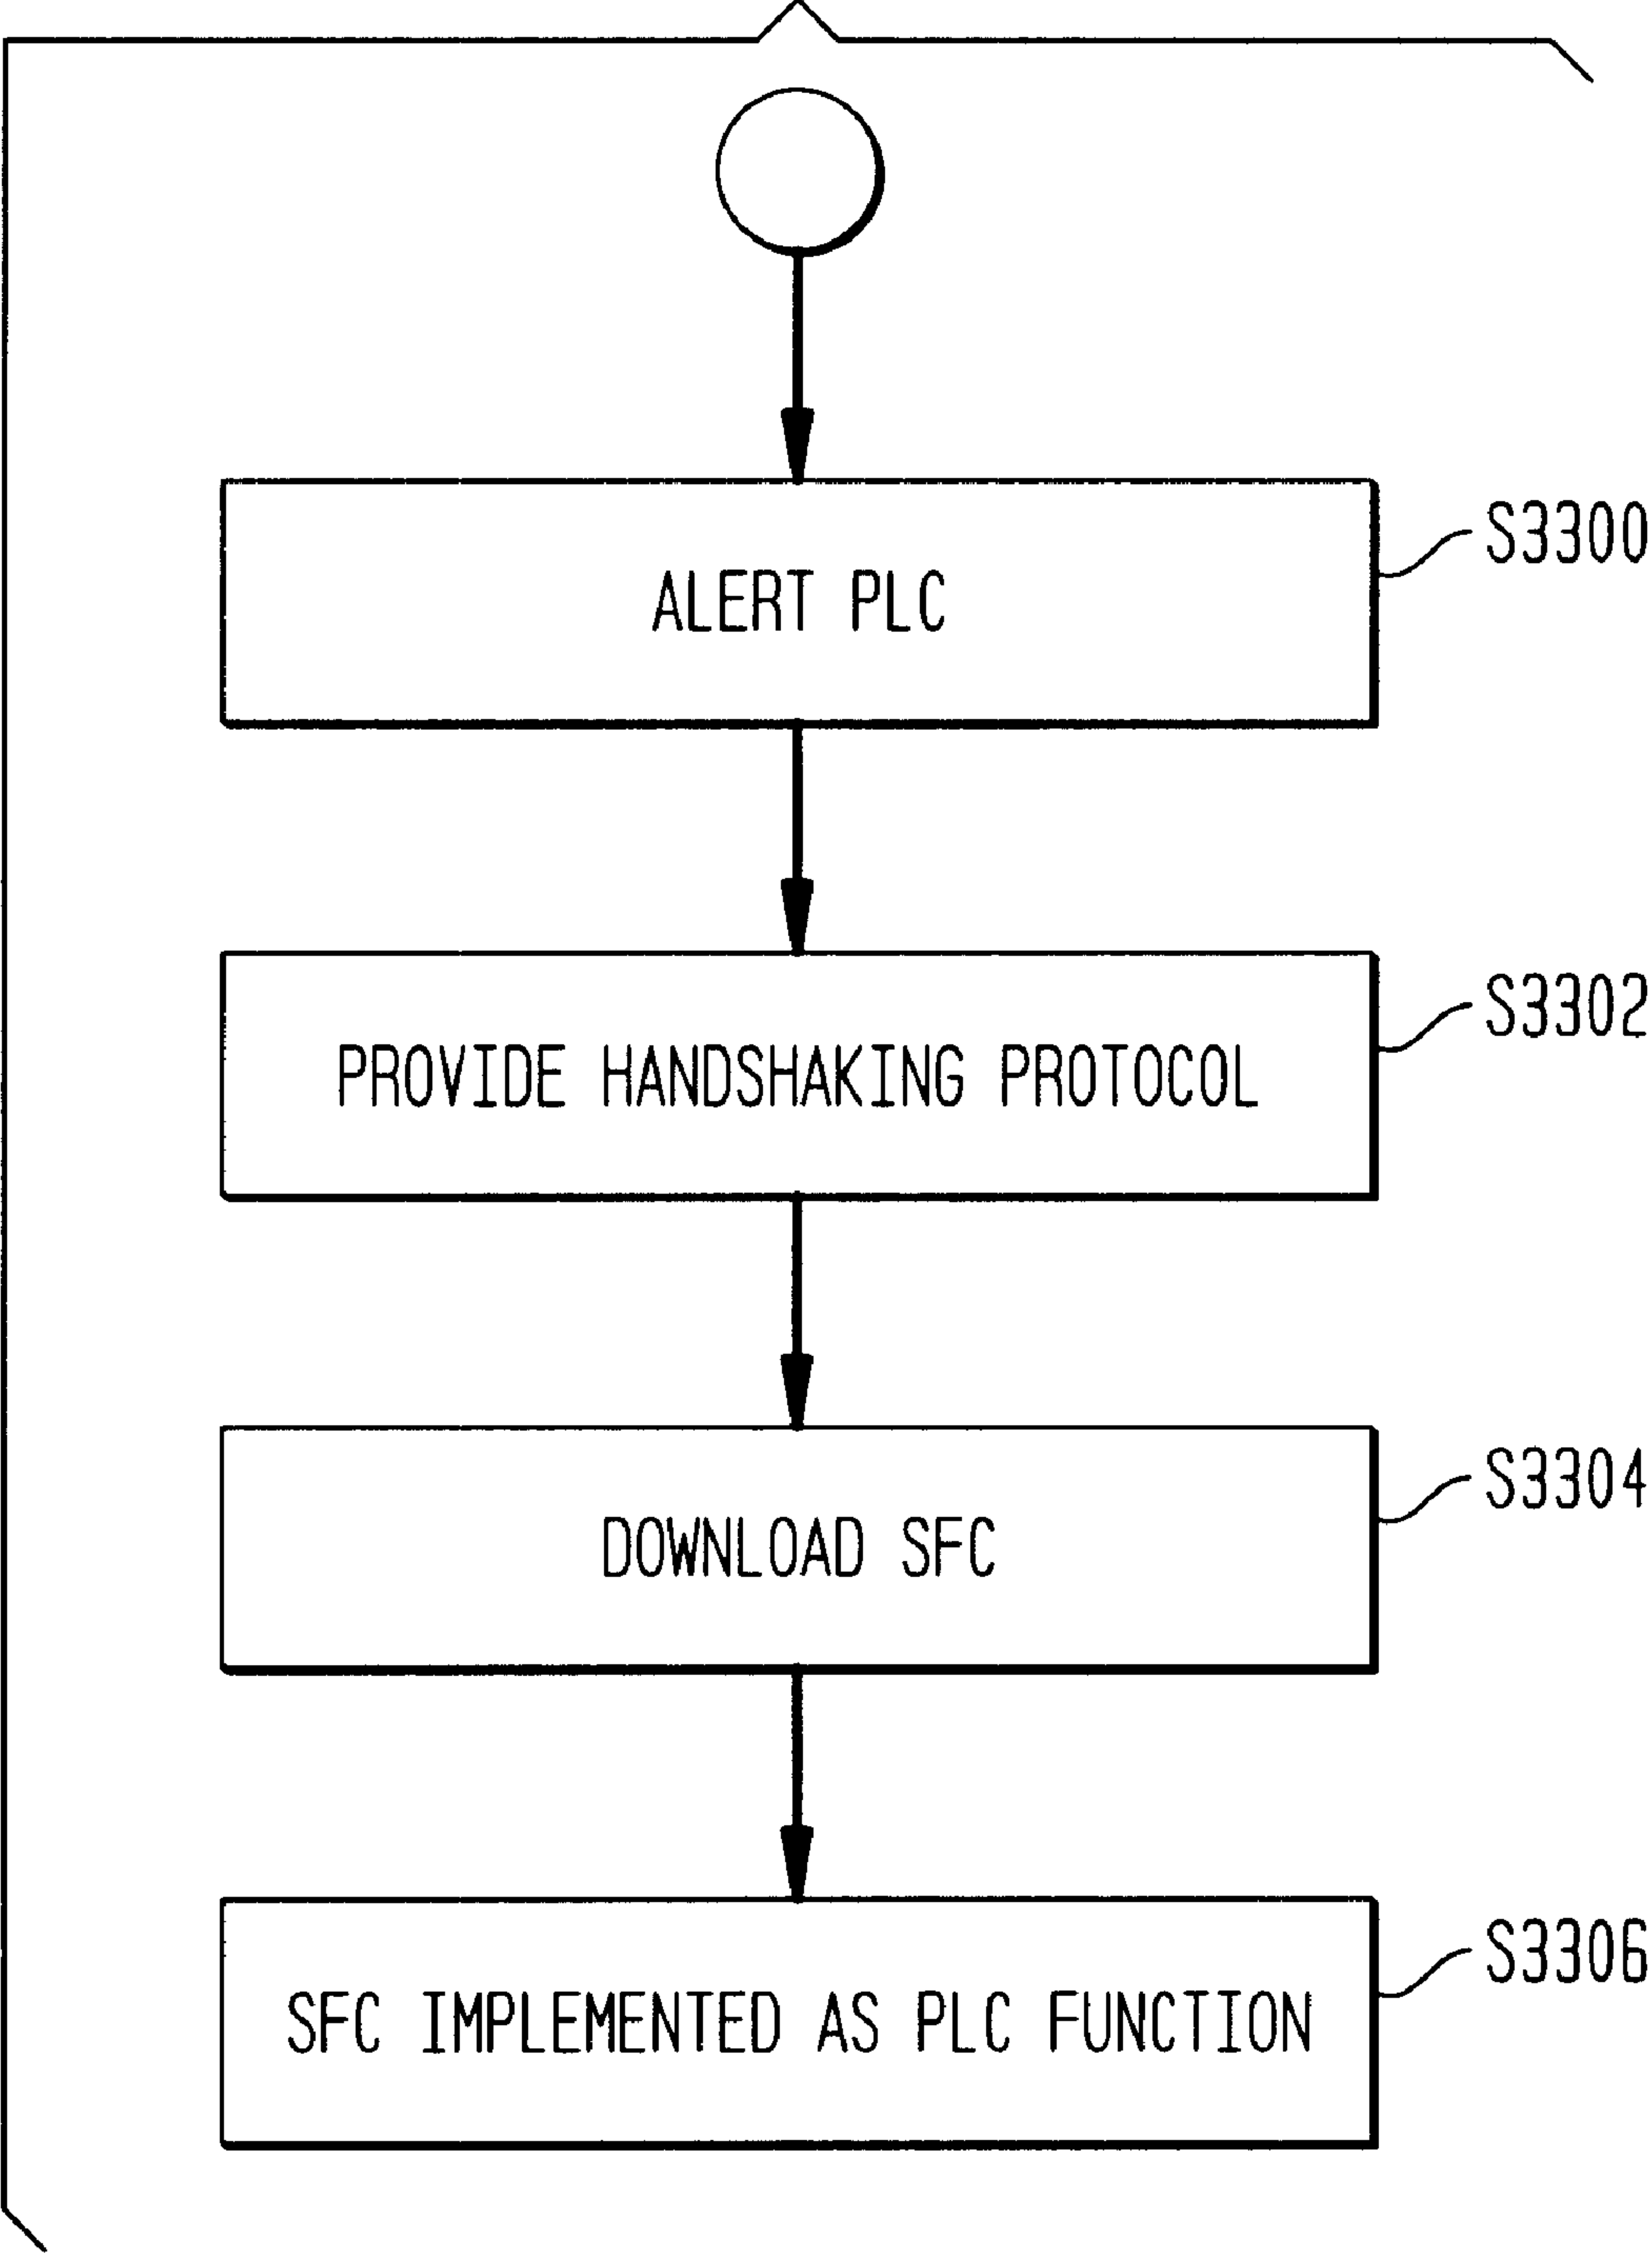 S3300
ALERT PLC
S3302
PROVIDE HANDSHAKING PROTOCOL
S3304
DOWNLOAD SFC
S3306
SFC IMPLEMENTED AS PLC FUNCTION